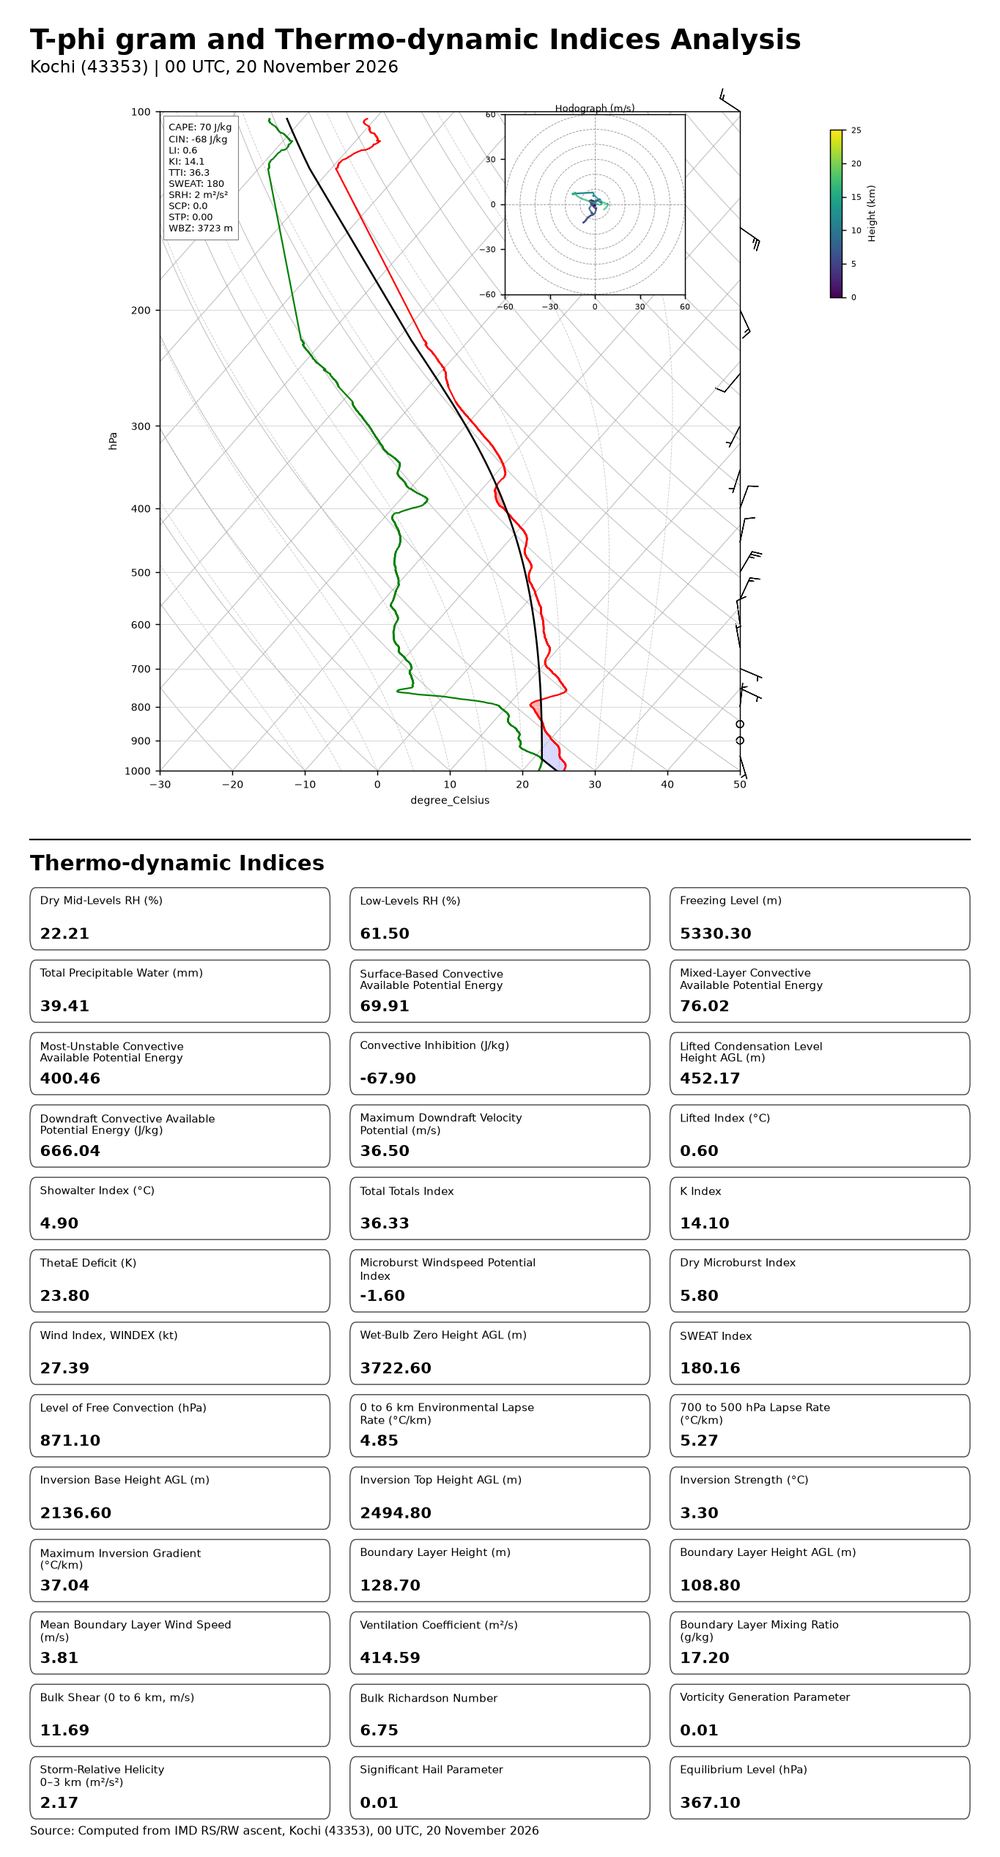 T-phi gram and Thermo-dynamic Indices Analysis
Kochi (43353) | 00 UTC, 20 November 2026
Hodograph (m/s)
CAPE: 70 J/kg
CIN: -68 J/kg
LI: 0.6
KI: 14.1
TTI: 36.3
SWEAT: 180
SRH: 2 m²/s²
SCP: 0.0
STP: 0.00
WBZ: 3723 m
100
200
300
400
500
600
700
800
900
1000
hPa
−30
−20
−10
0
10
20
30
40
50
degree_Celsius
60
30
0
−30
−60
−60
−30
0
30
60
25
20
15
10
5
0
Height (km)
Thermo-dynamic Indices
Dry Mid-Levels RH (%)
22.21
Low-Levels RH (%)
61.50
Freezing Level (m)
5330.30
Total Precipitable Water (mm)
39.41
Surface-Based Convective
Available Potential Energy
69.91
Mixed-Layer Convective
Available Potential Energy
76.02
Most-Unstable Convective
Available Potential Energy
400.46
Convective Inhibition (J/kg)
-67.90
Lifted Condensation Level
Height AGL (m)
452.17
Downdraft Convective Available
Potential Energy (J/kg)
666.04
Maximum Downdraft Velocity
Potential (m/s)
36.50
Lifted Index (°C)
0.60
Showalter Index (°C)
4.90
Total Totals Index
36.33
K Index
14.10
ThetaE Deficit (K)
23.80
Microburst Windspeed Potential
Index
-1.60
Dry Microburst Index
5.80
Wind Index, WINDEX (kt)
27.39
Wet-Bulb Zero Height AGL (m)
3722.60
SWEAT Index
180.16
Level of Free Convection (hPa)
871.10
0 to 6 km Environmental Lapse
Rate (°C/km)
4.85
700 to 500 hPa Lapse Rate
(°C/km)
5.27
Inversion Base Height AGL (m)
2136.60
Inversion Top Height AGL (m)
2494.80
Inversion Strength (°C)
3.30
Maximum Inversion Gradient
(°C/km)
37.04
Boundary Layer Height (m)
128.70
Boundary Layer Height AGL (m)
108.80
Mean Boundary Layer Wind Speed
(m/s)
3.81
Ventilation Coefficient (m²/s)
414.59
Boundary Layer Mixing Ratio
(g/kg)
17.20
Bulk Shear (0 to 6 km, m/s)
11.69
Bulk Richardson Number
6.75
Vorticity Generation Parameter
0.01
Storm-Relative Helicity
0–3 km (m²/s²)
2.17
Significant Hail Parameter
0.01
Equilibrium Level (hPa)
367.10
Source: Computed from IMD RS/RW ascent, Kochi (43353), 00 UTC, 20 November 2026